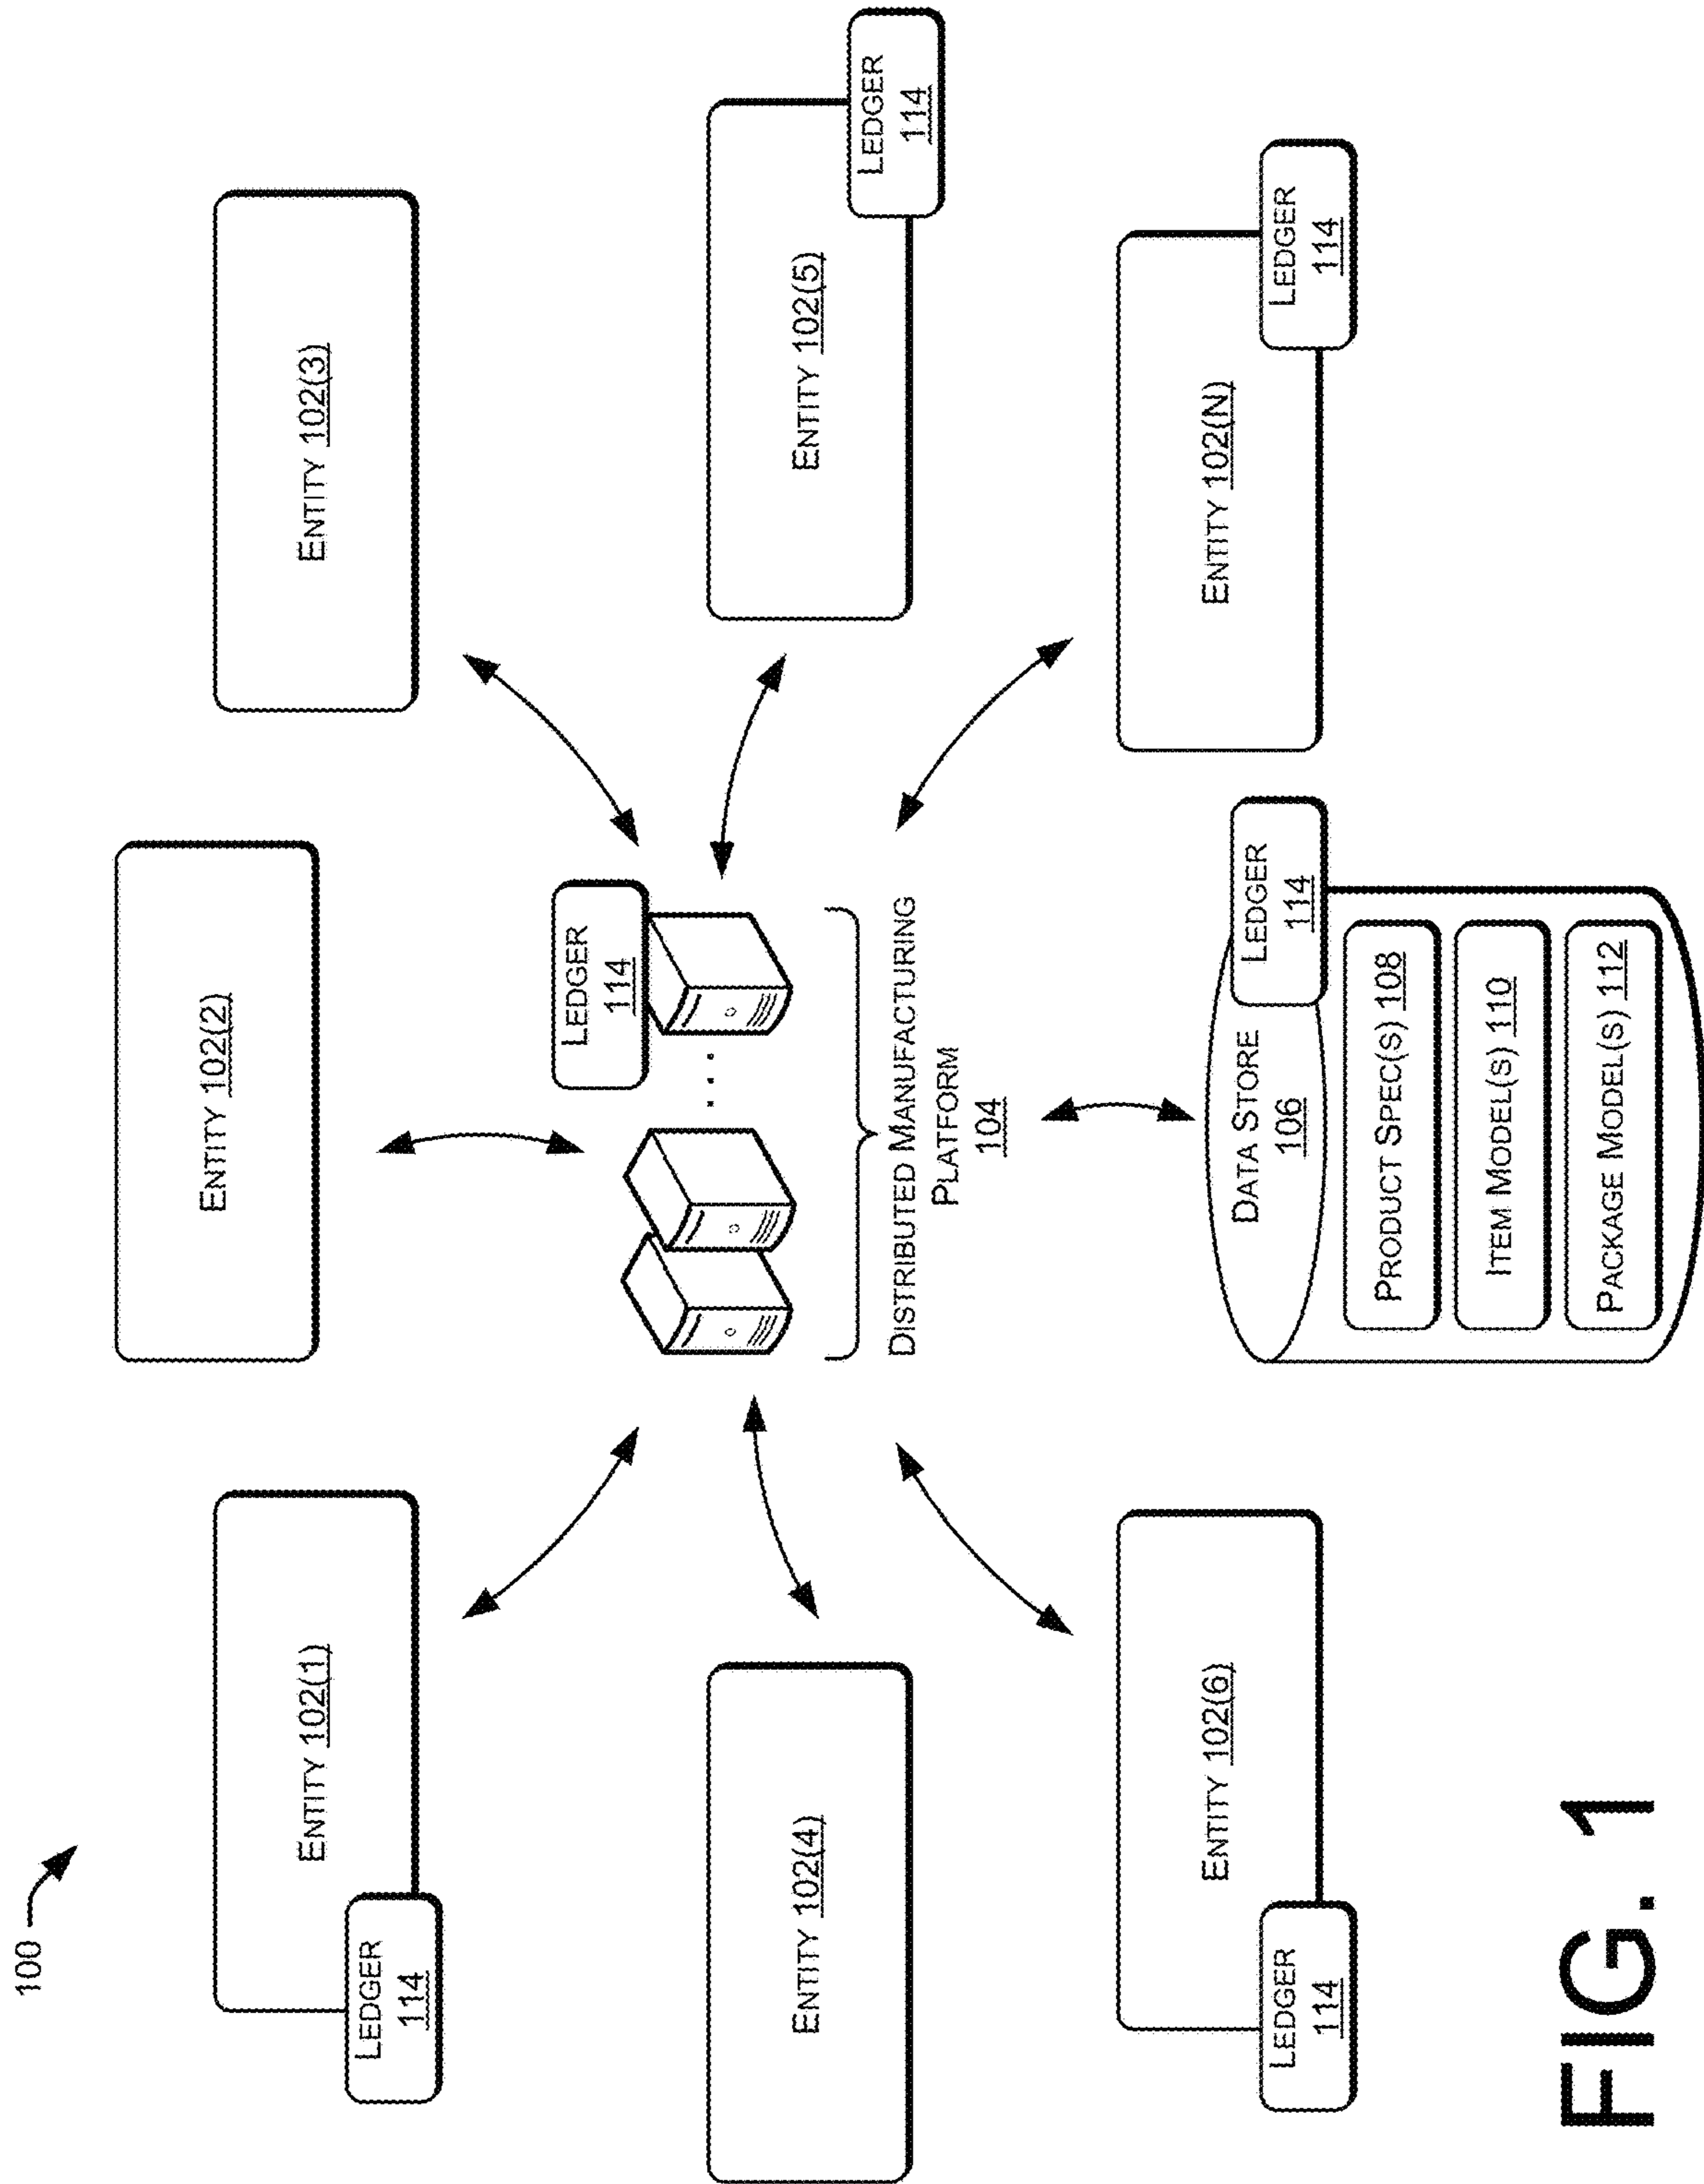 100
ENTITY 102(1)
LEDGER
114
ENTITY 102(2)
ENTITY 102(3)
ENTITY 102(4)
LEDGER
114
DISTRIBUTED MANUFACTURING
PLATFORM
104
ENTITY 102(5)
LEDGER
114
ENTITY 102(6)
LEDGER
114
DATA STORE
106
LEDGER
114
PRODUCT SPEC(S) 108
ITEM MODEL(S) 110
PACKAGE MODEL(S) 112
ENTITY 102(N)
LEDGER
114
FIG. 1